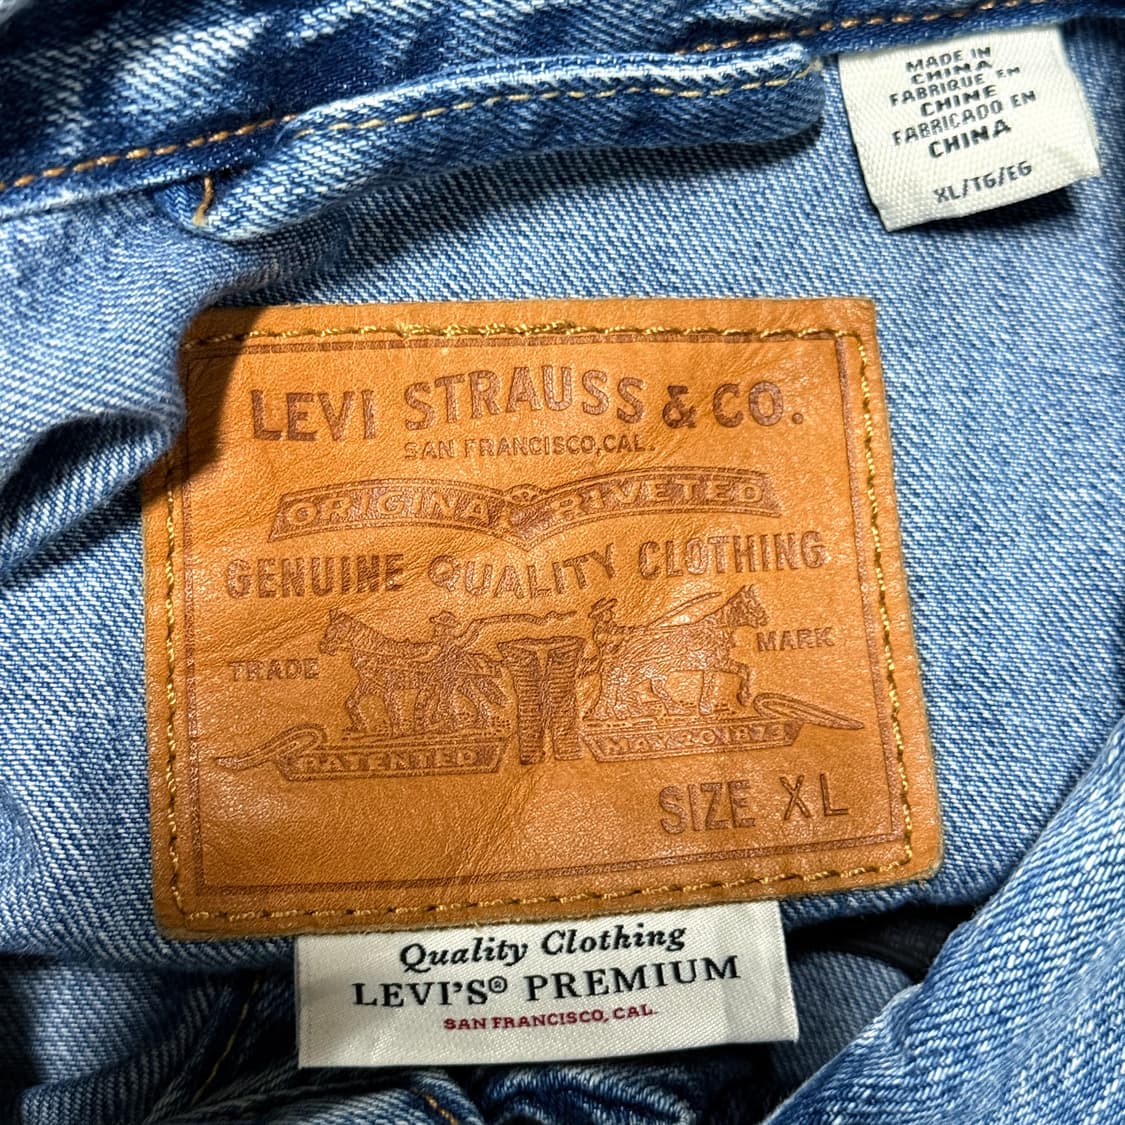 MADE IN
CHINA
FABRIQUE EN
CHINE
FABRICADO EN
CHINA
XL/TG/EG
LEVI STRAUSS & CO.
SAN FRANCISCO, CAL.
ORIGINAL RIVETED
GENUINE QUALITY CLOTHING
TRADE MARK
PATENTED MAY 20 1873
SIZE XL
Quality Clothing
LEVI'S® PREMIUM
SAN FRANCISCO, CAL.